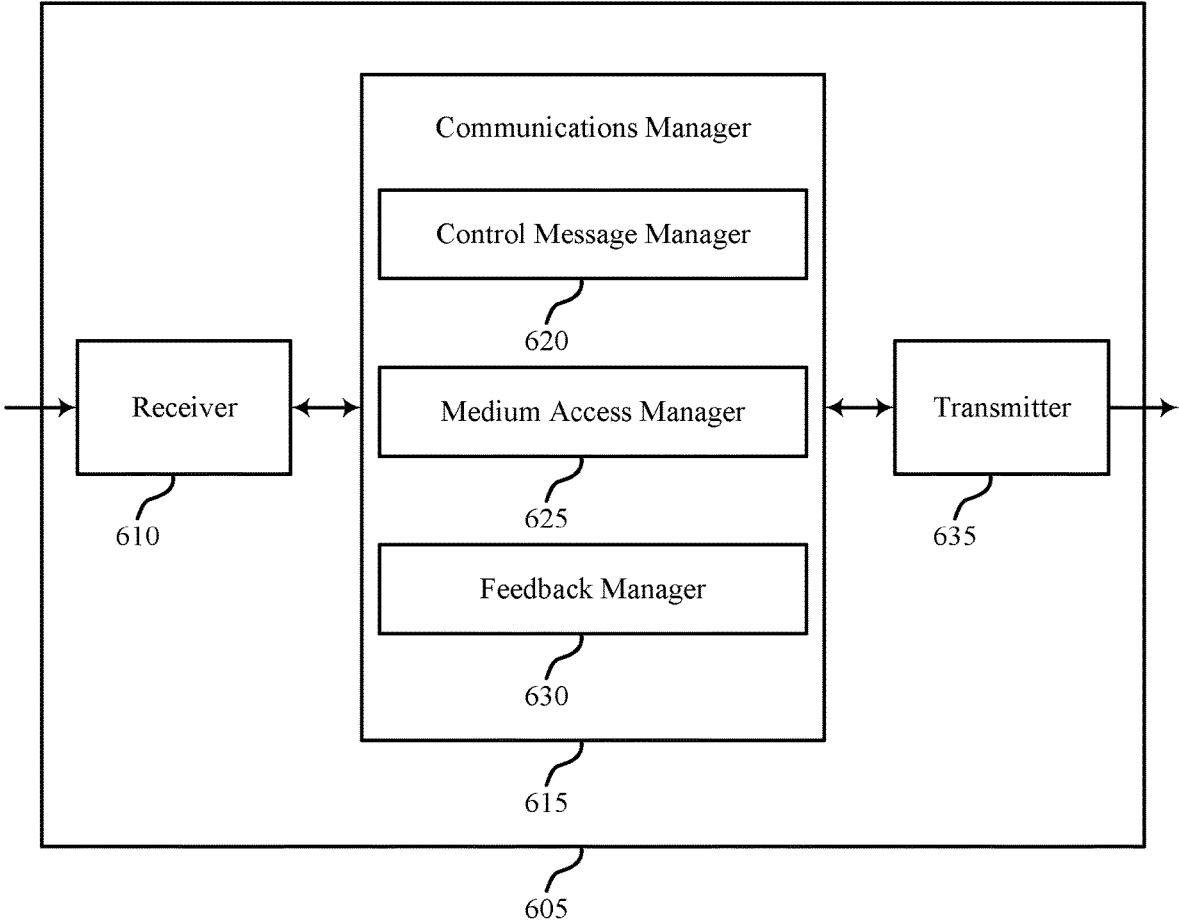 Communications Manager
Control Message Manager
620
Receiver
610
Medium Access Manager
625
Transmitter
635
Feedback Manager
630
615
605